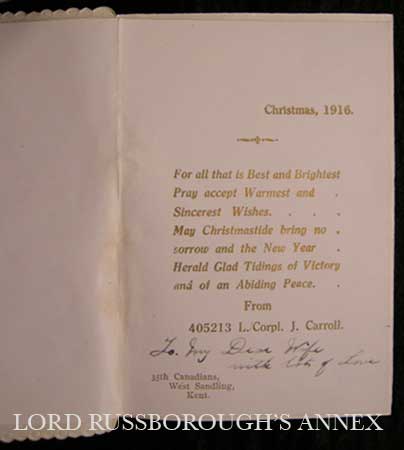 Christmas, 1916.
For all that is Best and Brightest
Pray accept Warmest and .
Sincerest Wishes. . . .
May Christmastide bring no .
sorrow and the New Year .
Herald Glad Tidings of Victory
and of an Abiding Peace. .
From
405213 L./Corpl. J. Carroll.
To. My Dear Wife
with lots of Love
35th Canadians,
West Sandling,
Kent.
LORD RUSSBOROUGH'S ANNEX